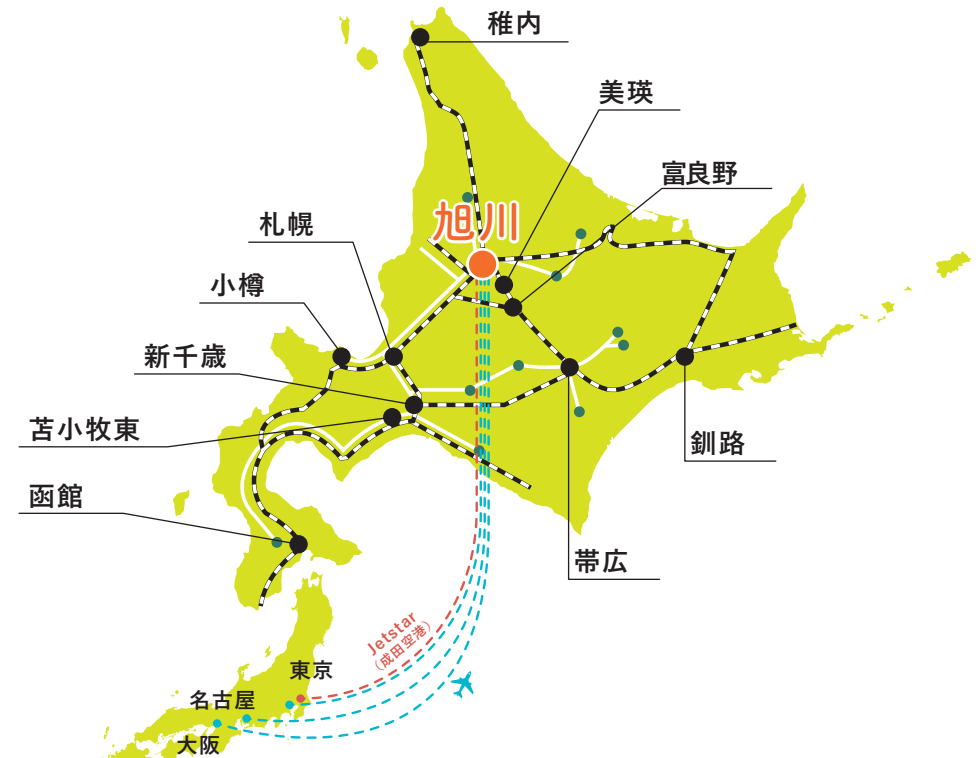 稚内
美瑛
富良野
旭川
札幌
小樽
新千歳
苫小牧東
釧路
函館
帯広
Jetstar
(成田空港)
東京
名古屋
大阪